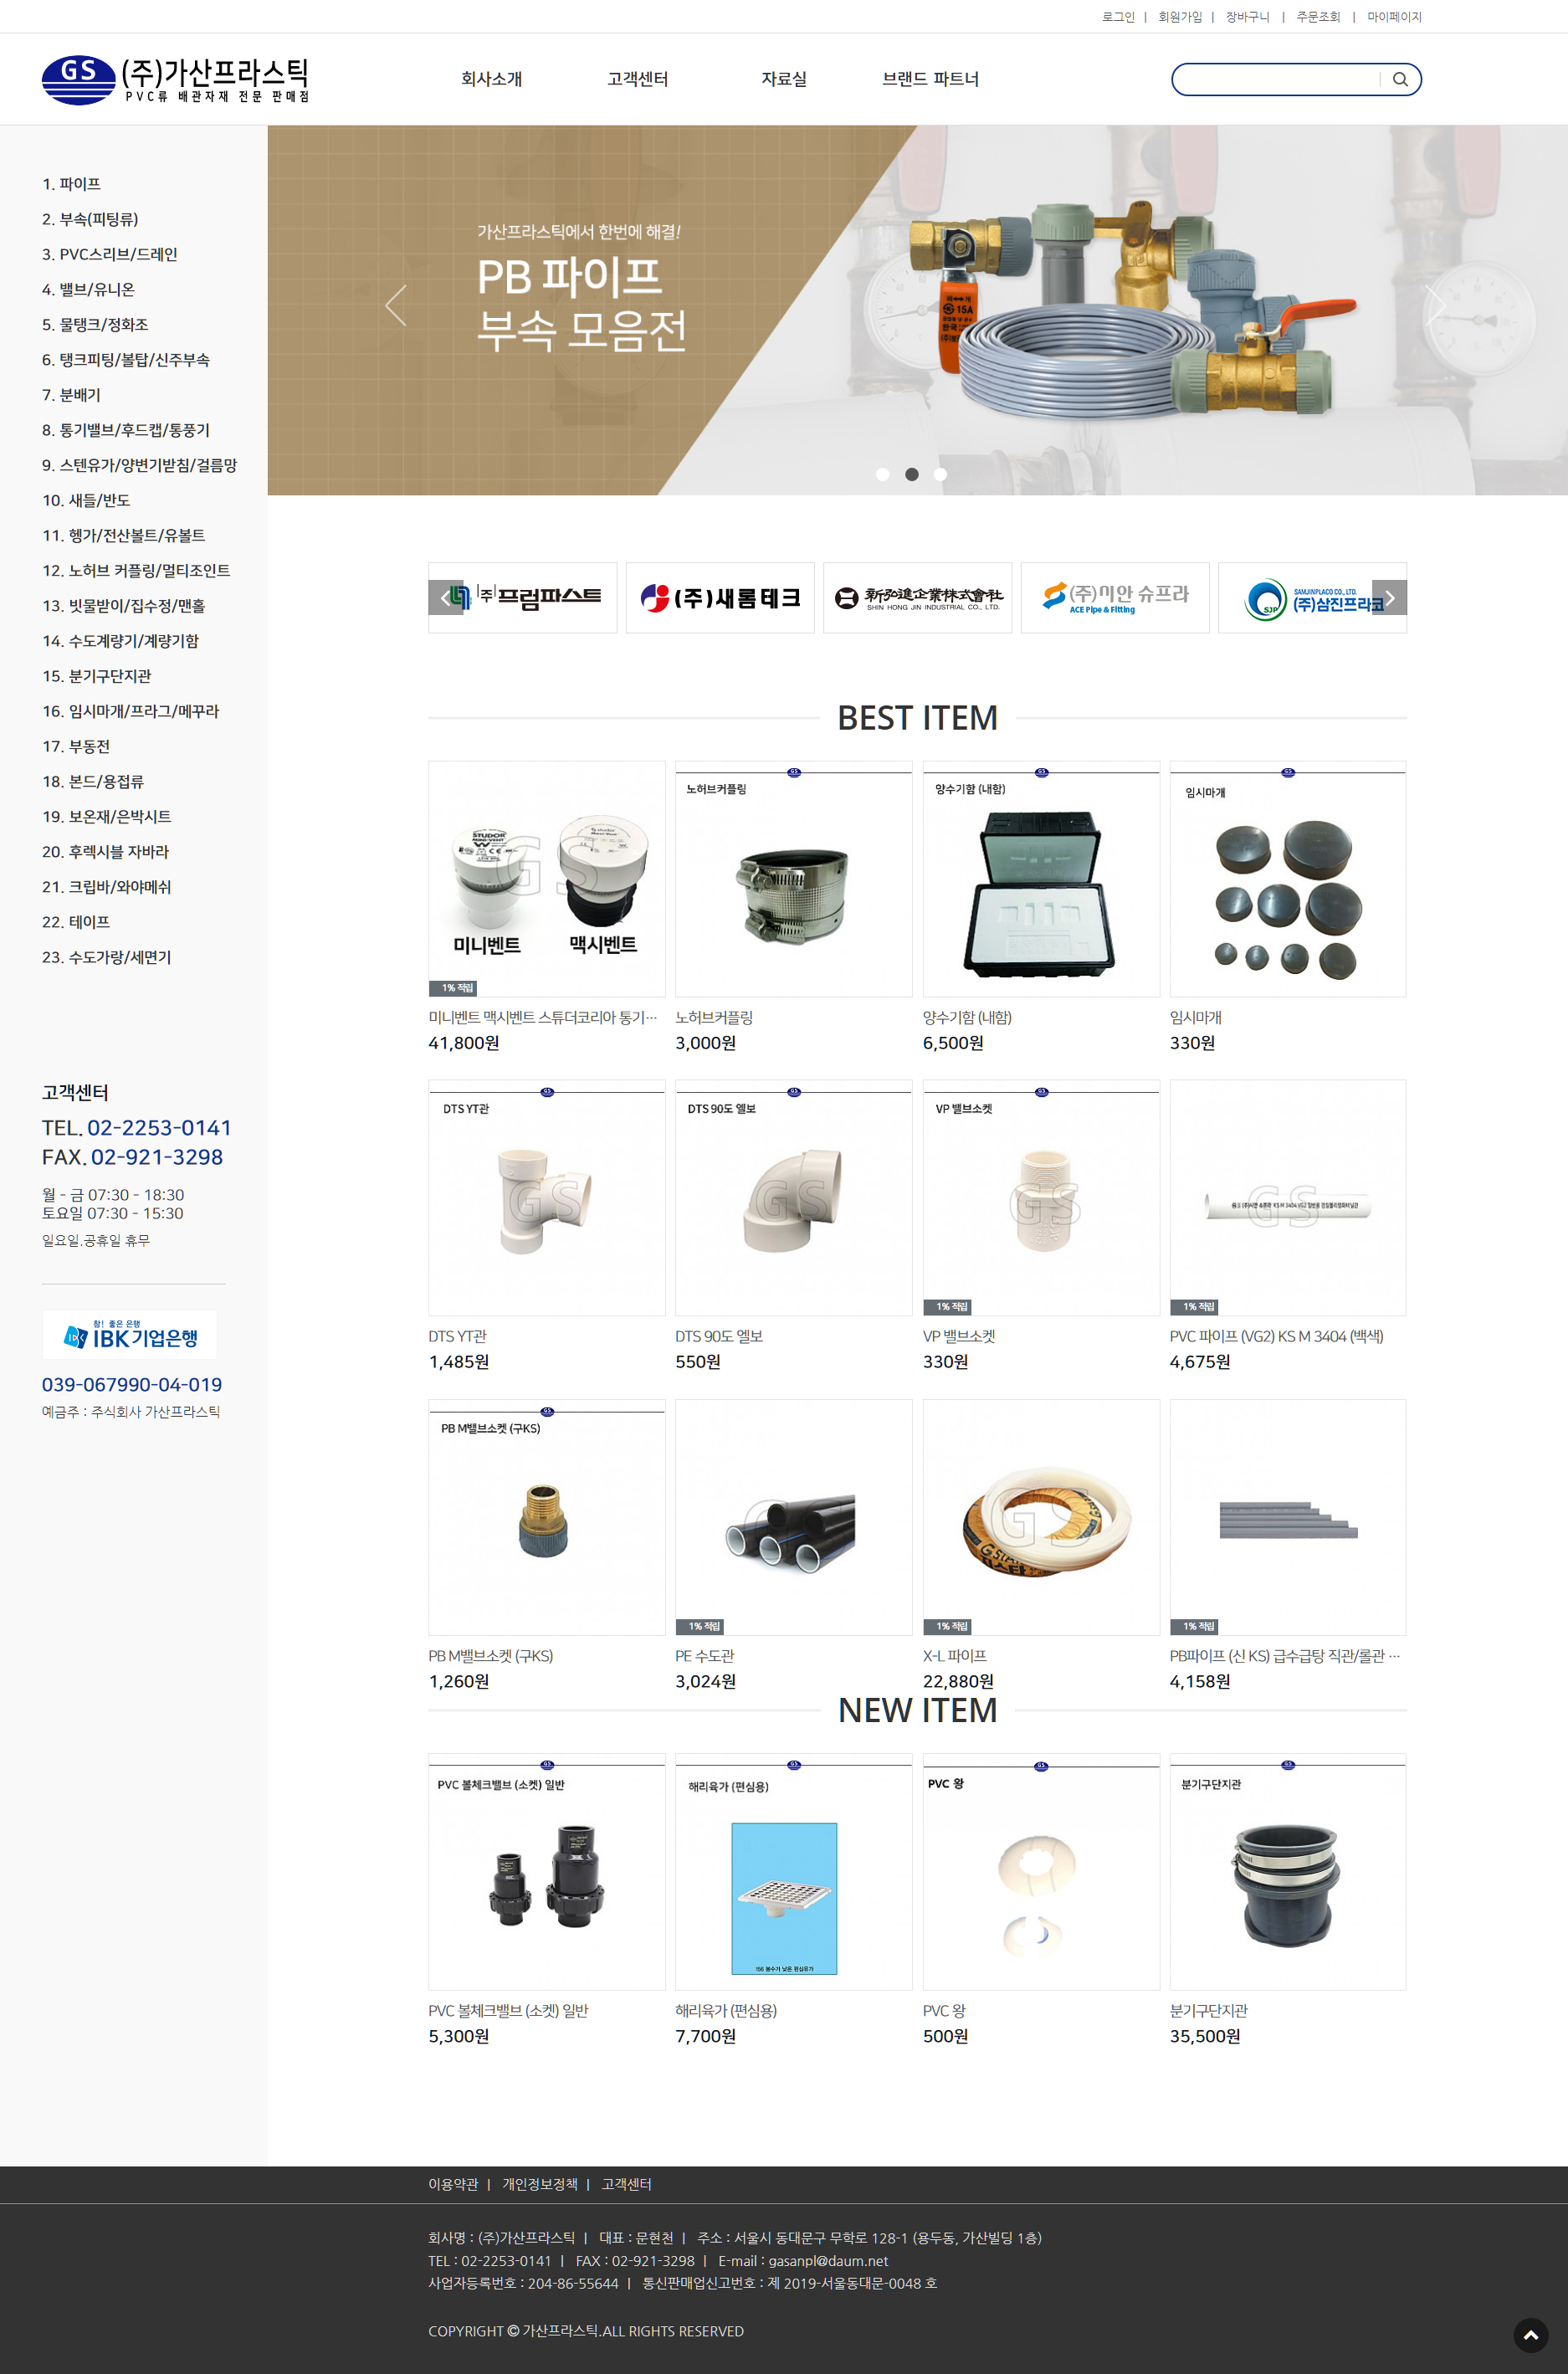 로그인 | 회원가입 | 장바구니 | 주문조회 | 마이페이지
GS (주)가산프라스틱
PVC류 배관자재 전문 판매점
회사소개 고객센터 자료실 브랜드 파트너
1. 파이프
2. 부속(피팅류)
3. PVC스리브/드레인
4. 밸브/유니온
5. 물탱크/정화조
6. 탱크피팅/볼탑/신주부속
7. 분배기
8. 통기밸브/후드캡/통풍기
9. 스텐유가/양변기받침/걸름망
10. 새들/반도
11. 행가/전산볼트/유볼트
12. 노허브 커플링/멀티조인트
13. 빗물받이/집수정/맨홀
14. 수도계량기/계량기함
15. 분기구단지관
16. 임시마개/프라그/메꾸라
17. 부동전
18. 본드/용접류
19. 보온재/은박시트
20. 후렉시블 자바라
21. 크립바/와야메쉬
22. 테이프
23. 수도가랑/세면기
고객센터
TEL. 02-2253-0141
FAX. 02-921-3298
월 - 금 07:30 - 18:30
토요일 07:30 - 15:30
일요일.공휴일 휴무
참! 좋은 은행
IBK기업은행
039-067990-04-019
예금주 : 주식회사 가산프라스틱
가산프라스틱에서 한번에 해결!
PB 파이프
부속 모음전
15A
(주)프럼파스트
(주)새롬테크
新弘進企業株式會社
SHIN HONG JIN INDUSTRIAL CO., LTD.
(주)이안 슈프라
ACE Pipe & Fitting
SJP
SAMJINPLACO CO., LTD.
(주)삼진프라코
BEST ITEM
STUDOR
GS
미니벤트 맥시벤트
1% 적립
미니벤트 맥시벤트 스튜더코리아 통기…
41,800원
GS
노허브커플링
노허브커플링
3,000원
GS
양수기함 (내함)
양수기함 (내함)
6,500원
GS
임시마개
임시마개
330원
GS
DTS YT관
GS
DTS YT관
1,485원
GS
DTS 90도 엘보
GS
DTS 90도 엘보
550원
GS
VP 밸브소켓
GS
1% 적립
VP 밸브소켓
330원
GS
1% 적립
PVC 파이프 (VG2) KS M 3404 (백색)
4,675원
GS
PB M밸브소켓 (구KS)
PB M밸브소켓 (구KS)
1,260원
GS
1% 적립
PE 수도관
3,024원
GS
1% 적립
X-L 파이프
22,880원
1% 적립
PB파이프 (신 KS) 급수급탕 직관/롤관 …
4,158원
NEW ITEM
GS
PVC 볼체크밸브 (소켓) 일반
PVC 볼체크밸브 (소켓) 일반
5,300원
GS
해리육가 (편심용)
해리육가 (편심용)
7,700원
GS
PVC 왕
PVC 왕
500원
GS
분기구단지관
분기구단지관
35,500원
이용약관 | 개인정보정책 | 고객센터
회사명 : (주)가산프라스틱 | 대표 : 문현천 | 주소 : 서울시 동대문구 무학로 128-1 (용두동, 가산빌딩 1층)
TEL : 02-2253-0141 | FAX : 02-921-3298 | E-mail : gasanpl@daum.net
사업자등록번호 : 204-86-55644 | 통신판매업신고번호 : 제 2019-서울동대문-0048 호
COPYRIGHT © 가산프라스틱.ALL RIGHTS RESERVED